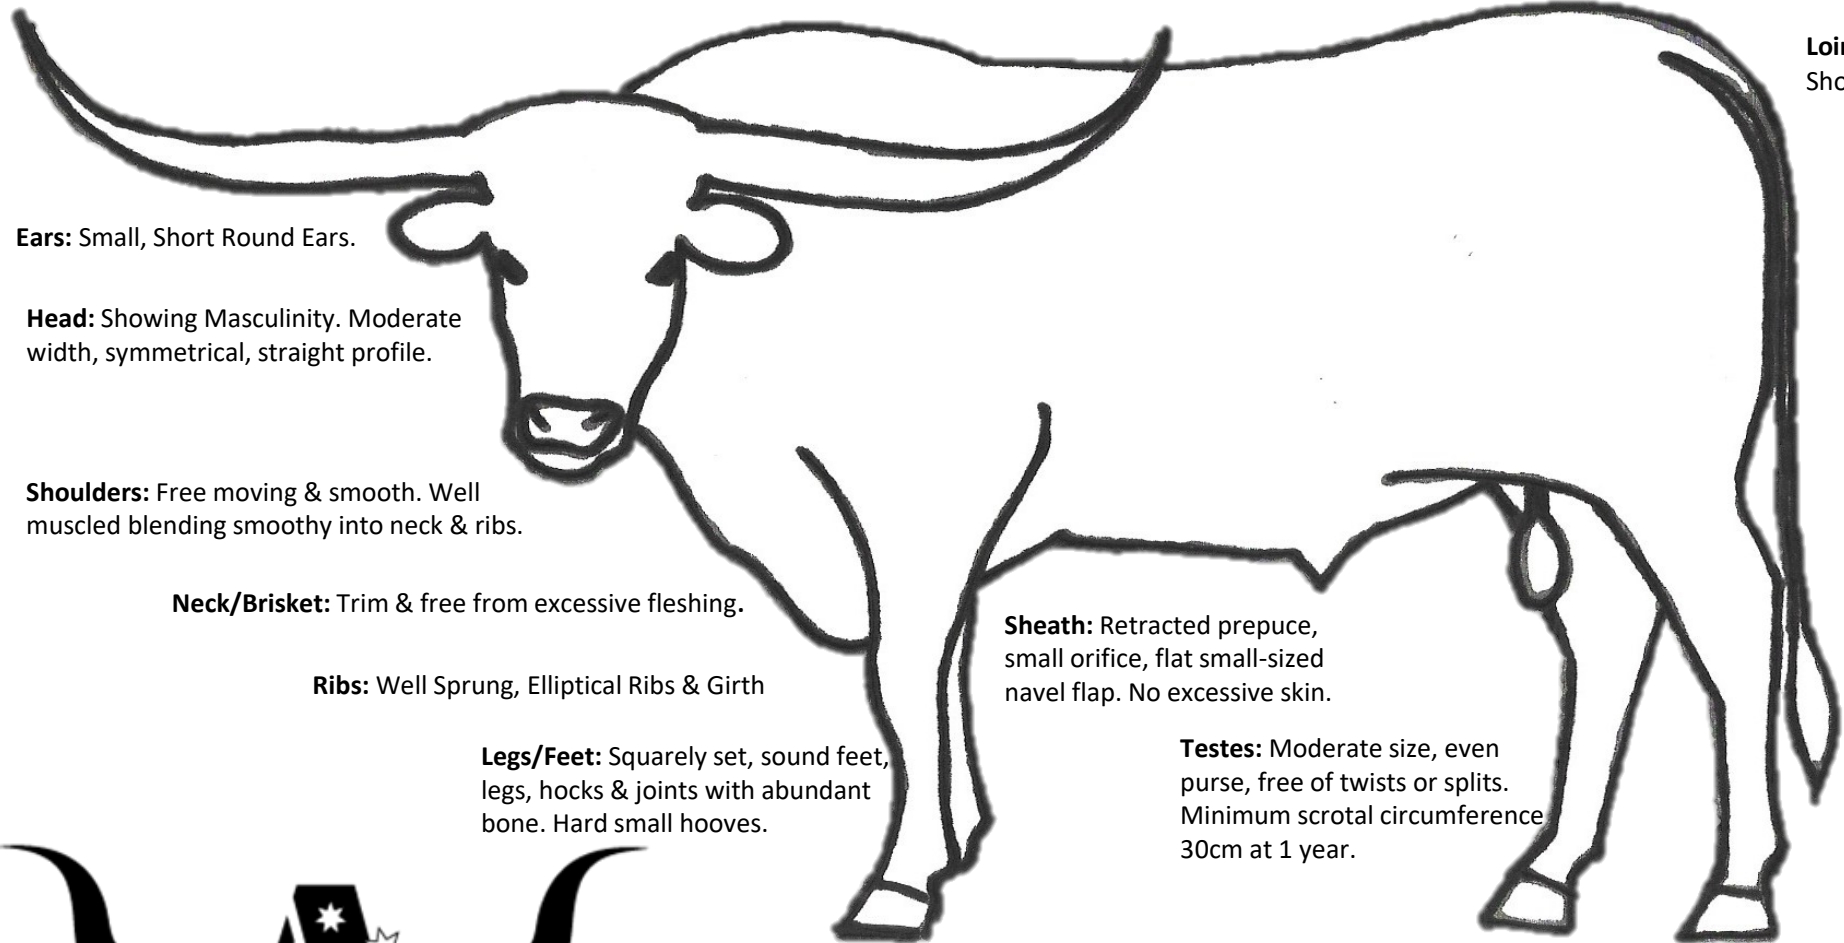 Loin
Sho
Ears: Small, Short Round Ears.
Head: Showing Masculinity. Moderate
width, symmetrical, straight profile.
Shoulders: Free moving & smooth. Well
muscled blending smoothy into neck & ribs.
Neck/Brisket: Trim & free from excessive fleshing.
Ribs: Well Sprung, Elliptical Ribs & Girth
Sheath: Retracted prepuce,
small orifice, flat small-sized
navel flap. No excessive skin.
Legs/Feet: Squarely set, sound feet,
legs, hocks & joints with abundant
bone. Hard small hooves.
Testes: Moderate size, even
purse, free of twists or splits.
Minimum scrotal circumference
30cm at 1 year.